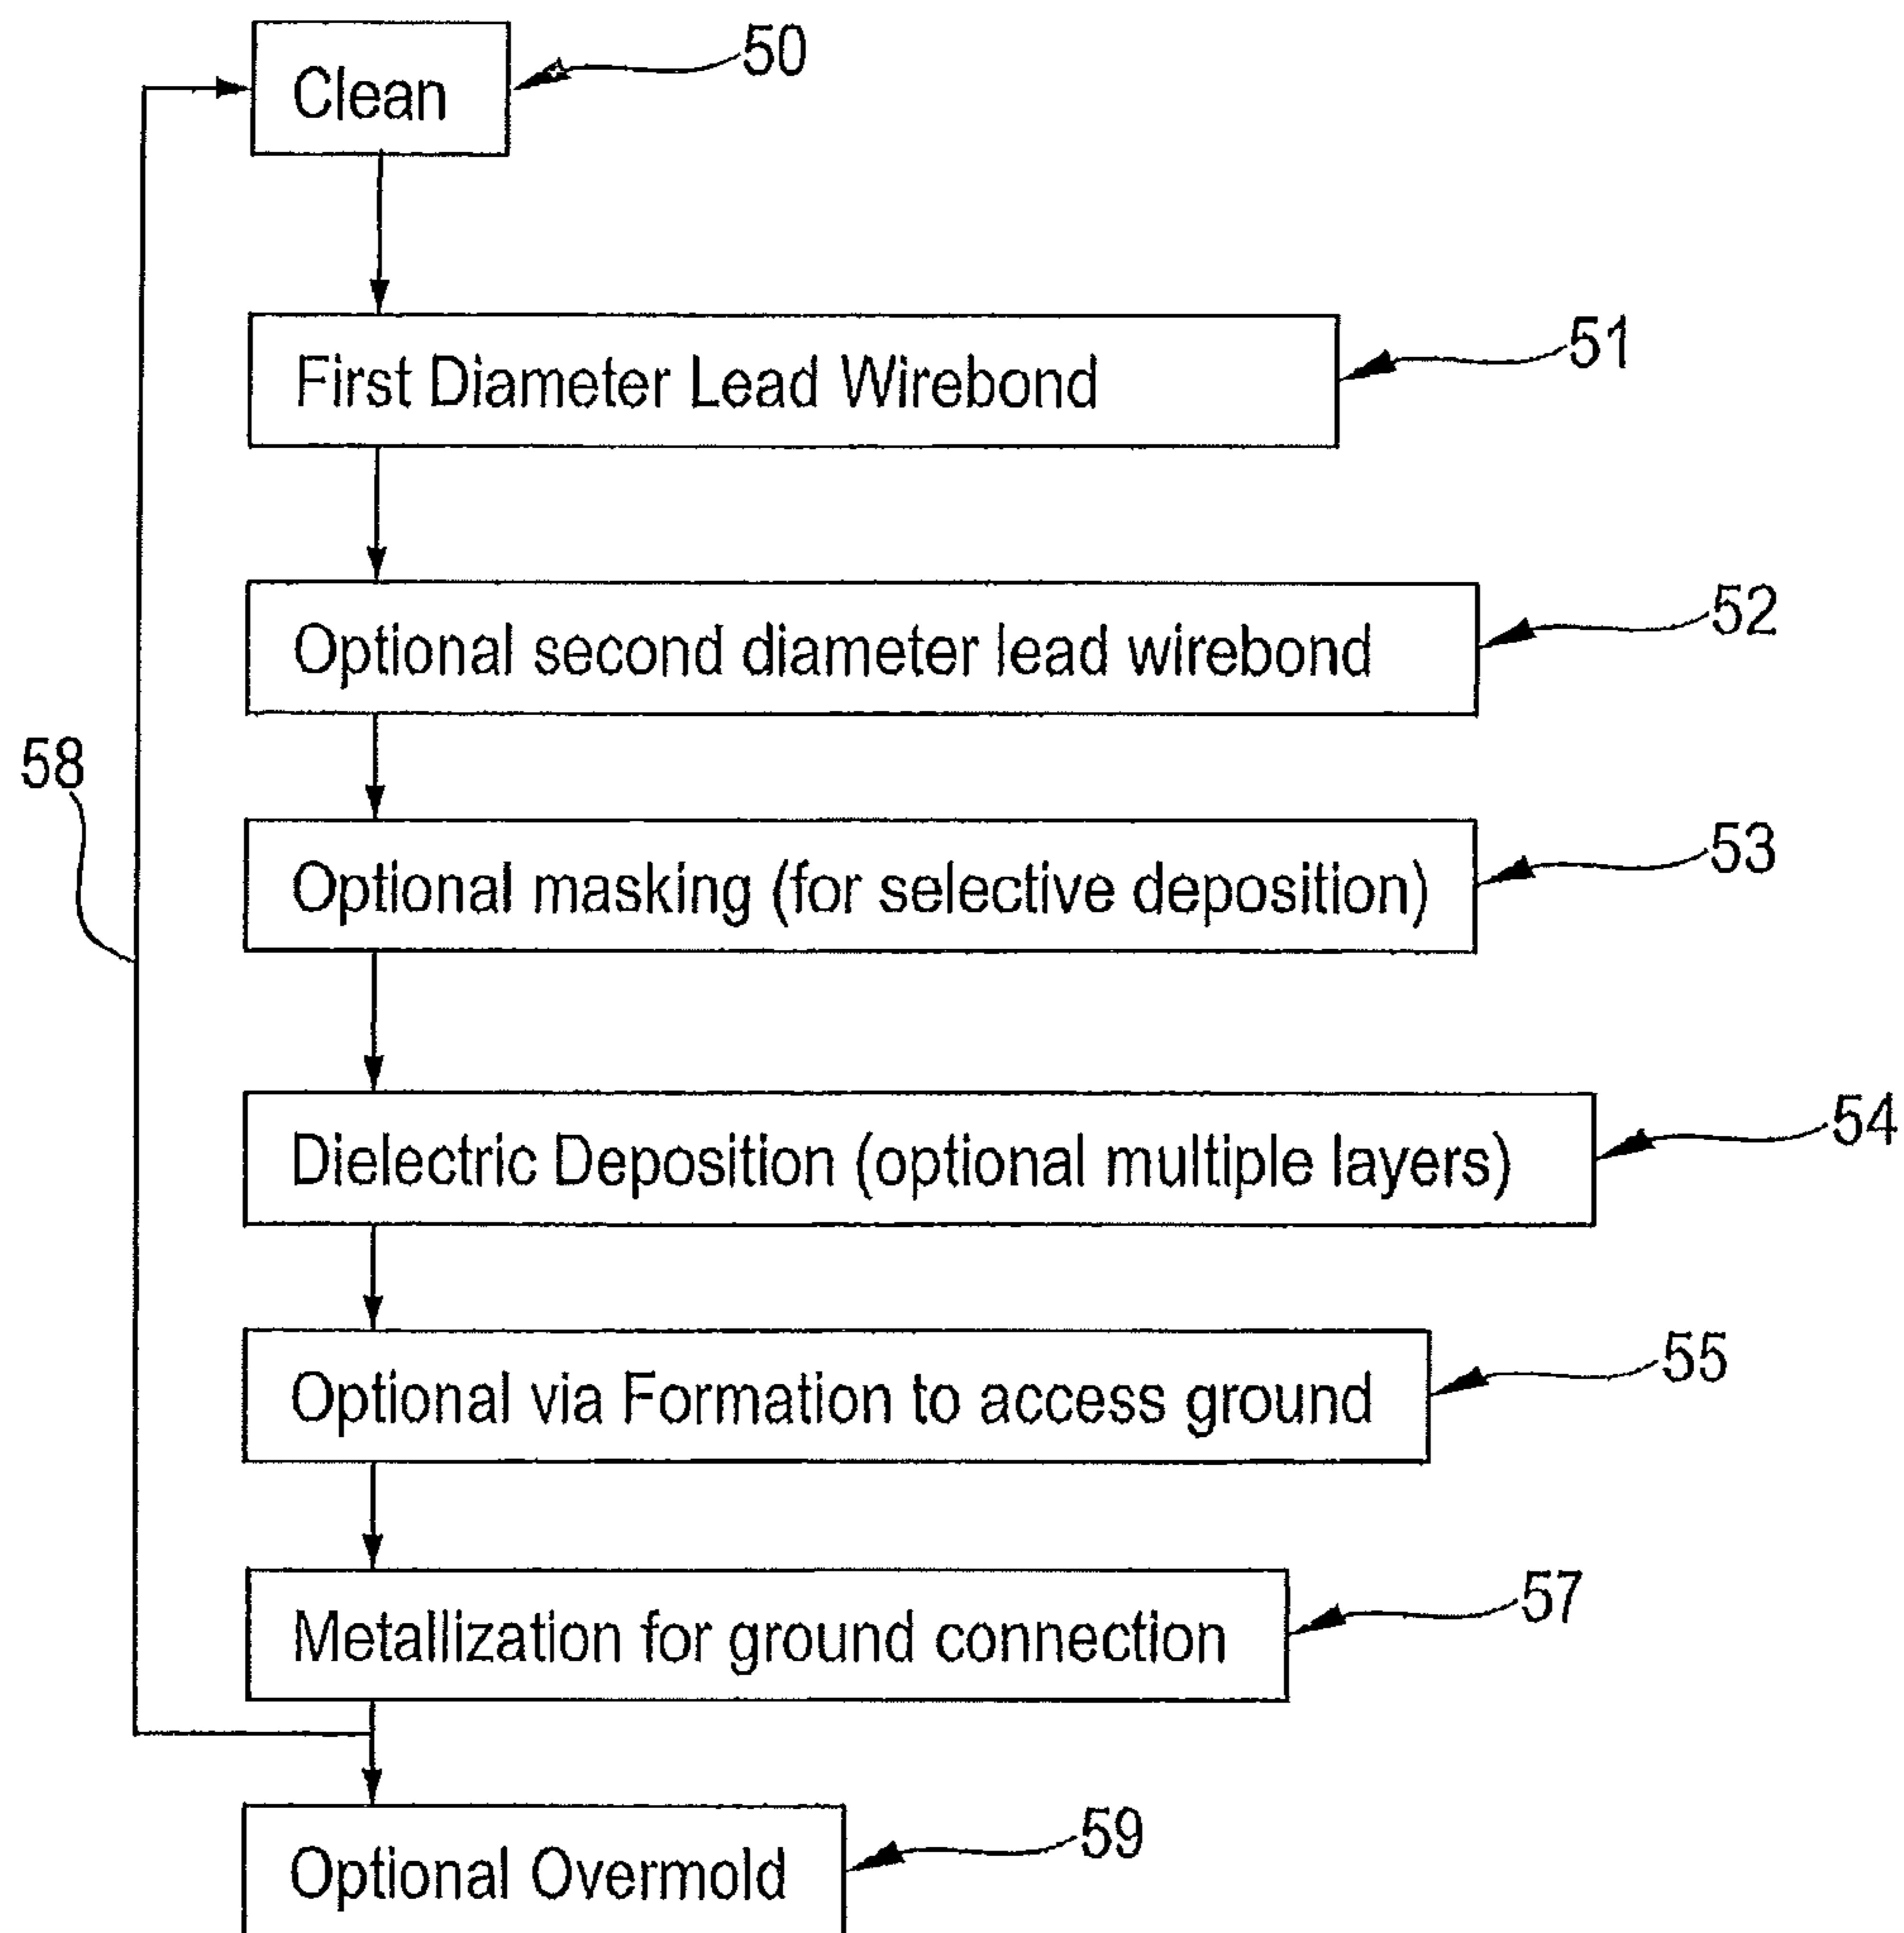 Clean
50
First Diameter Lead Wirebond
51
Optional second diameter lead wirebond
52
58
Optional masking (for selective deposition)
53
Dielectric Deposition (optional multiple layers)
54
Optional via Formation to access ground
55
Metallization for ground connection
57
Optional Overmold
59